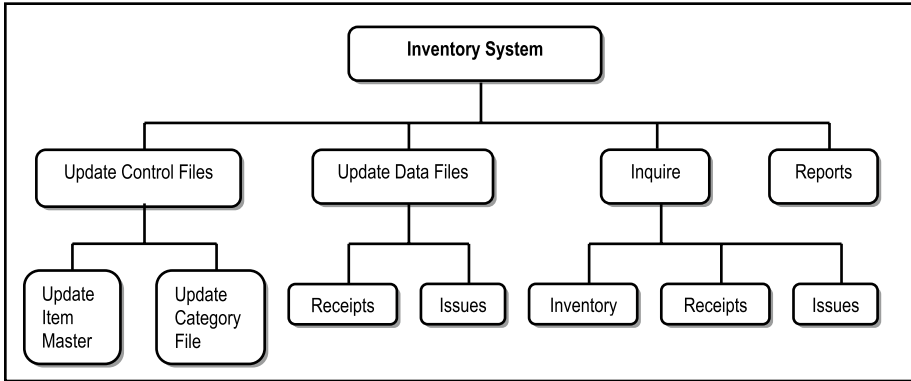 Inventory System
Update Control Files
Update Data Files
Inquire
Reports
Update
Item
Master
Update
Category
File
Receipts
Issues
Inventory
Receipts
Issues